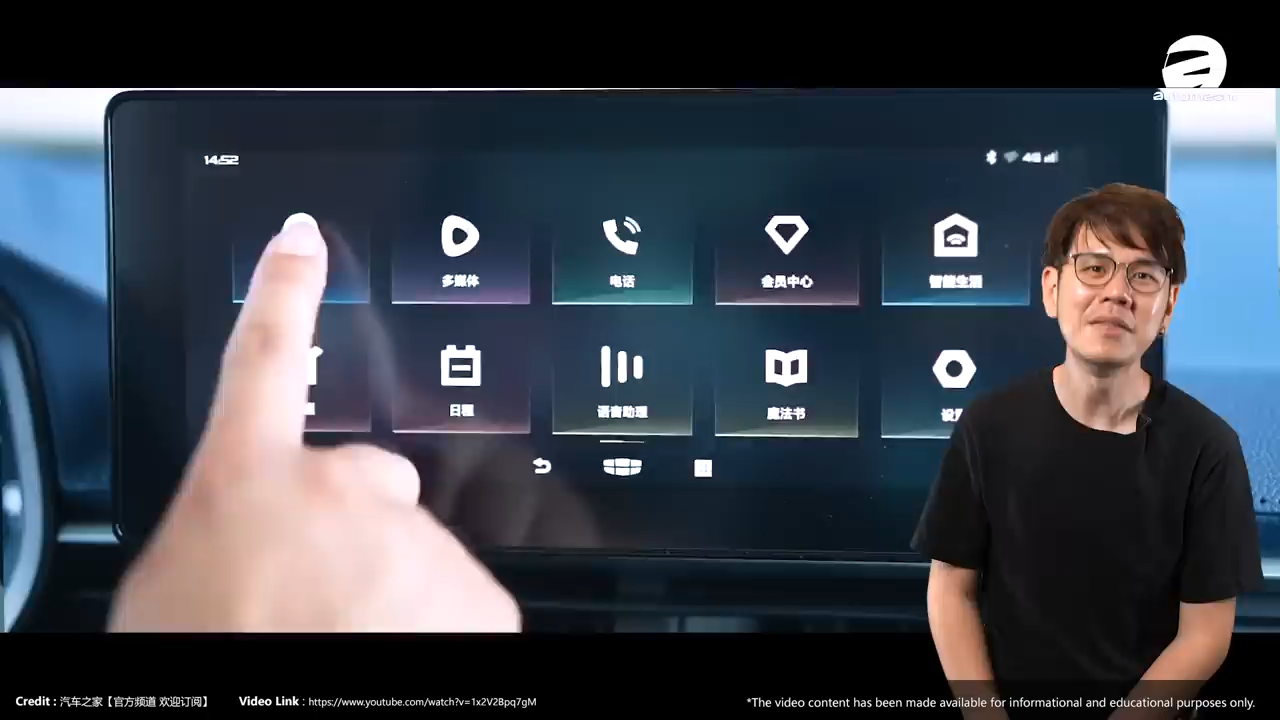 14:52
4G
多媒体
电话
会员中心
智能生活
日程
语音助理
魔法书
设
Credit : 汽车之家【官方频道 欢迎订阅】
Video Link : https://www.youtube.com/watch?v=1x2V2Bpq7gM
*The video content has been made available for informational and educational purposes only.